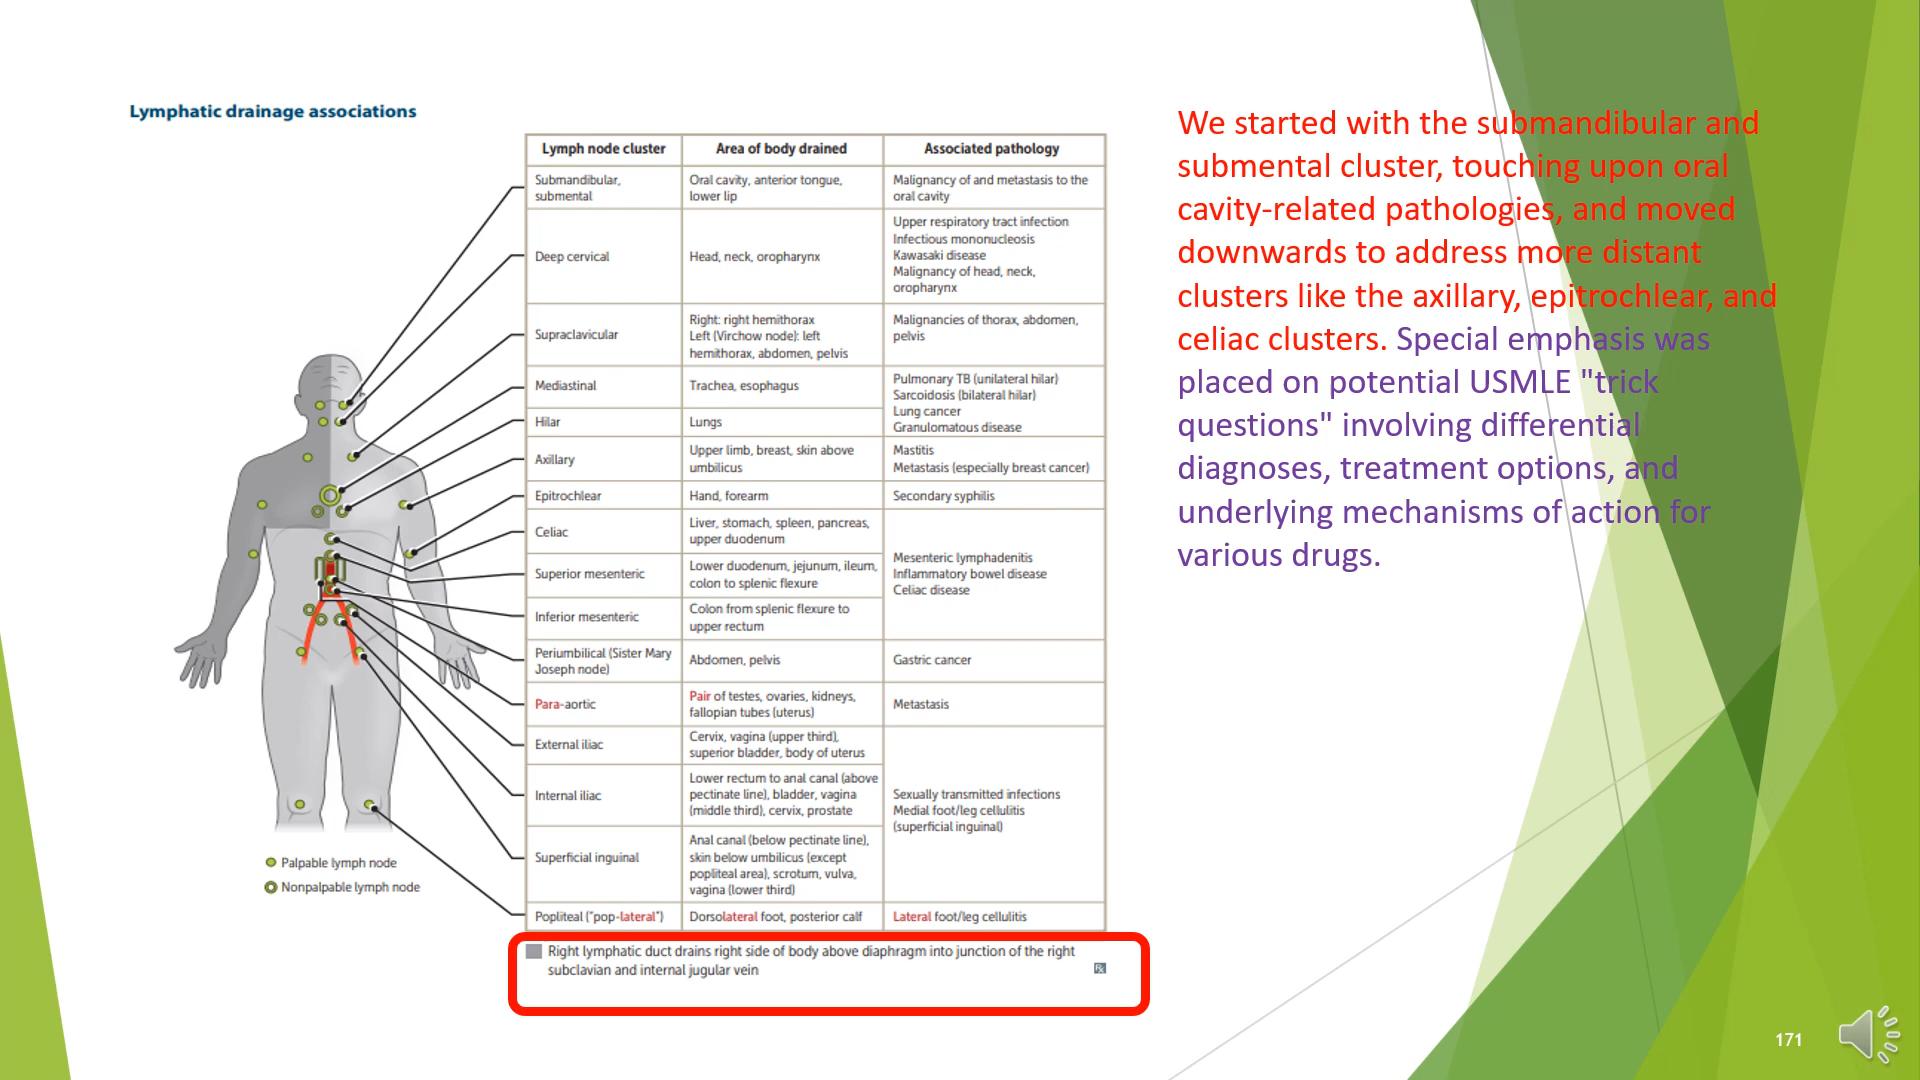 Lymphatic drainage associations
Lymph node cluster
Area of body drained
Associated pathology
Submandibular,
submental
Oral cavity, anterior tongue,
lower lip
Malignancy of and metastasis to the
oral cavity
Deep cervical
Head, neck, oropharynx
Upper respiratory tract infection
Infectious mononucleosis
Kawasaki disease
Malignancy of head, neck,
oropharynx
Supraclavicular
Right: right hemithorax
Left (Virchow node): left
hemithorax, abdomen, pelvis
Malignancies of thorax, abdomen,
pelvis
Mediastinal
Trachea, esophagus
Pulmonary TB (unilateral hilar)
Sarcoidosis (bilateral hilar)
Lung cancer
Granulomatous disease
Hilar
Lungs
Axillary
Upper limb, breast, skin above
umbilicus
Mastitis
Metastasis (especially breast cancer)
Epitrochlear
Hand, forearm
Secondary syphilis
Celiac
Liver, stomach, spleen, pancreas,
upper duodenum
Mesenteric lymphadenitis
Inflammatory bowel disease
Celiac disease
Superior mesenteric
Lower duodenum, jejunum, ileum,
colon to splenic flexure
Inferior mesenteric
Colon from splenic flexure to
upper rectum
Periumbilical (Sister Mary
Joseph node)
Abdomen, pelvis
Gastric cancer
Para-aortic
Pair of testes, ovaries, kidneys,
fallopian tubes (uterus)
Metastasis
External iliac
Cervix, vagina (upper third),
superior bladder, body of uterus
Sexually transmitted infections
Medial foot/leg cellulitis
(superficial inguinal)
Internal iliac
Lower rectum to anal canal (above
pectinate line), bladder, vagina
(middle third), cervix, prostate
Superficial inguinal
Anal canal (below pectinate line),
skin below umbilicus (except
popliteal area), scrotum, vulva,
vagina (lower third)
Popliteal ("pop-lateral")
Dorsolateral foot, posterior calf
Lateral foot/leg cellulitis
Palpable lymph node
Nonpalpable lymph node
Right lymphatic duct drains right side of body above diaphragm into junction of the right
subclavian and internal jugular vein
We started with the submandibular and
submental cluster, touching upon oral
cavity-related pathologies, and moved
downwards to address more distant
clusters like the axillary, epitrochlear, and
celiac clusters. Special emphasis was
placed on potential USMLE "trick
questions" involving differential
diagnoses, treatment options, and
underlying mechanisms of action for
various drugs.
171